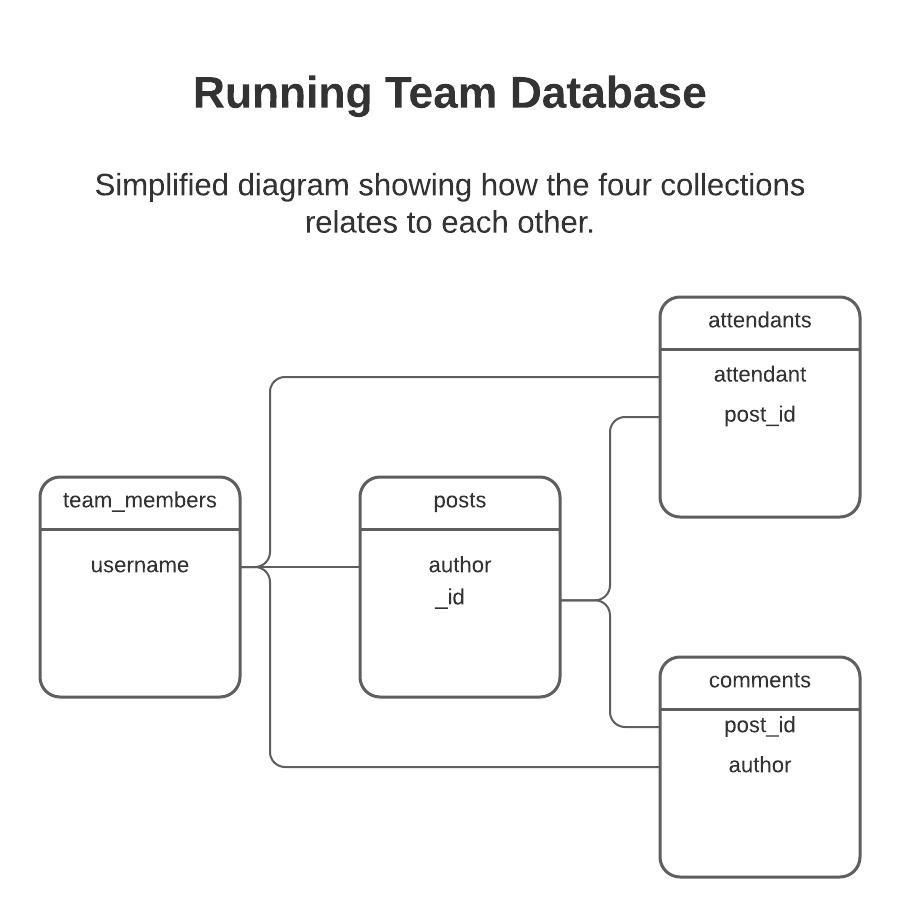 Running Team Database
Simplified diagram showing how the four collections
relates to each other.
attendants
attendant
post_id
team_members
username
posts
author
_id
comments
post_id
author